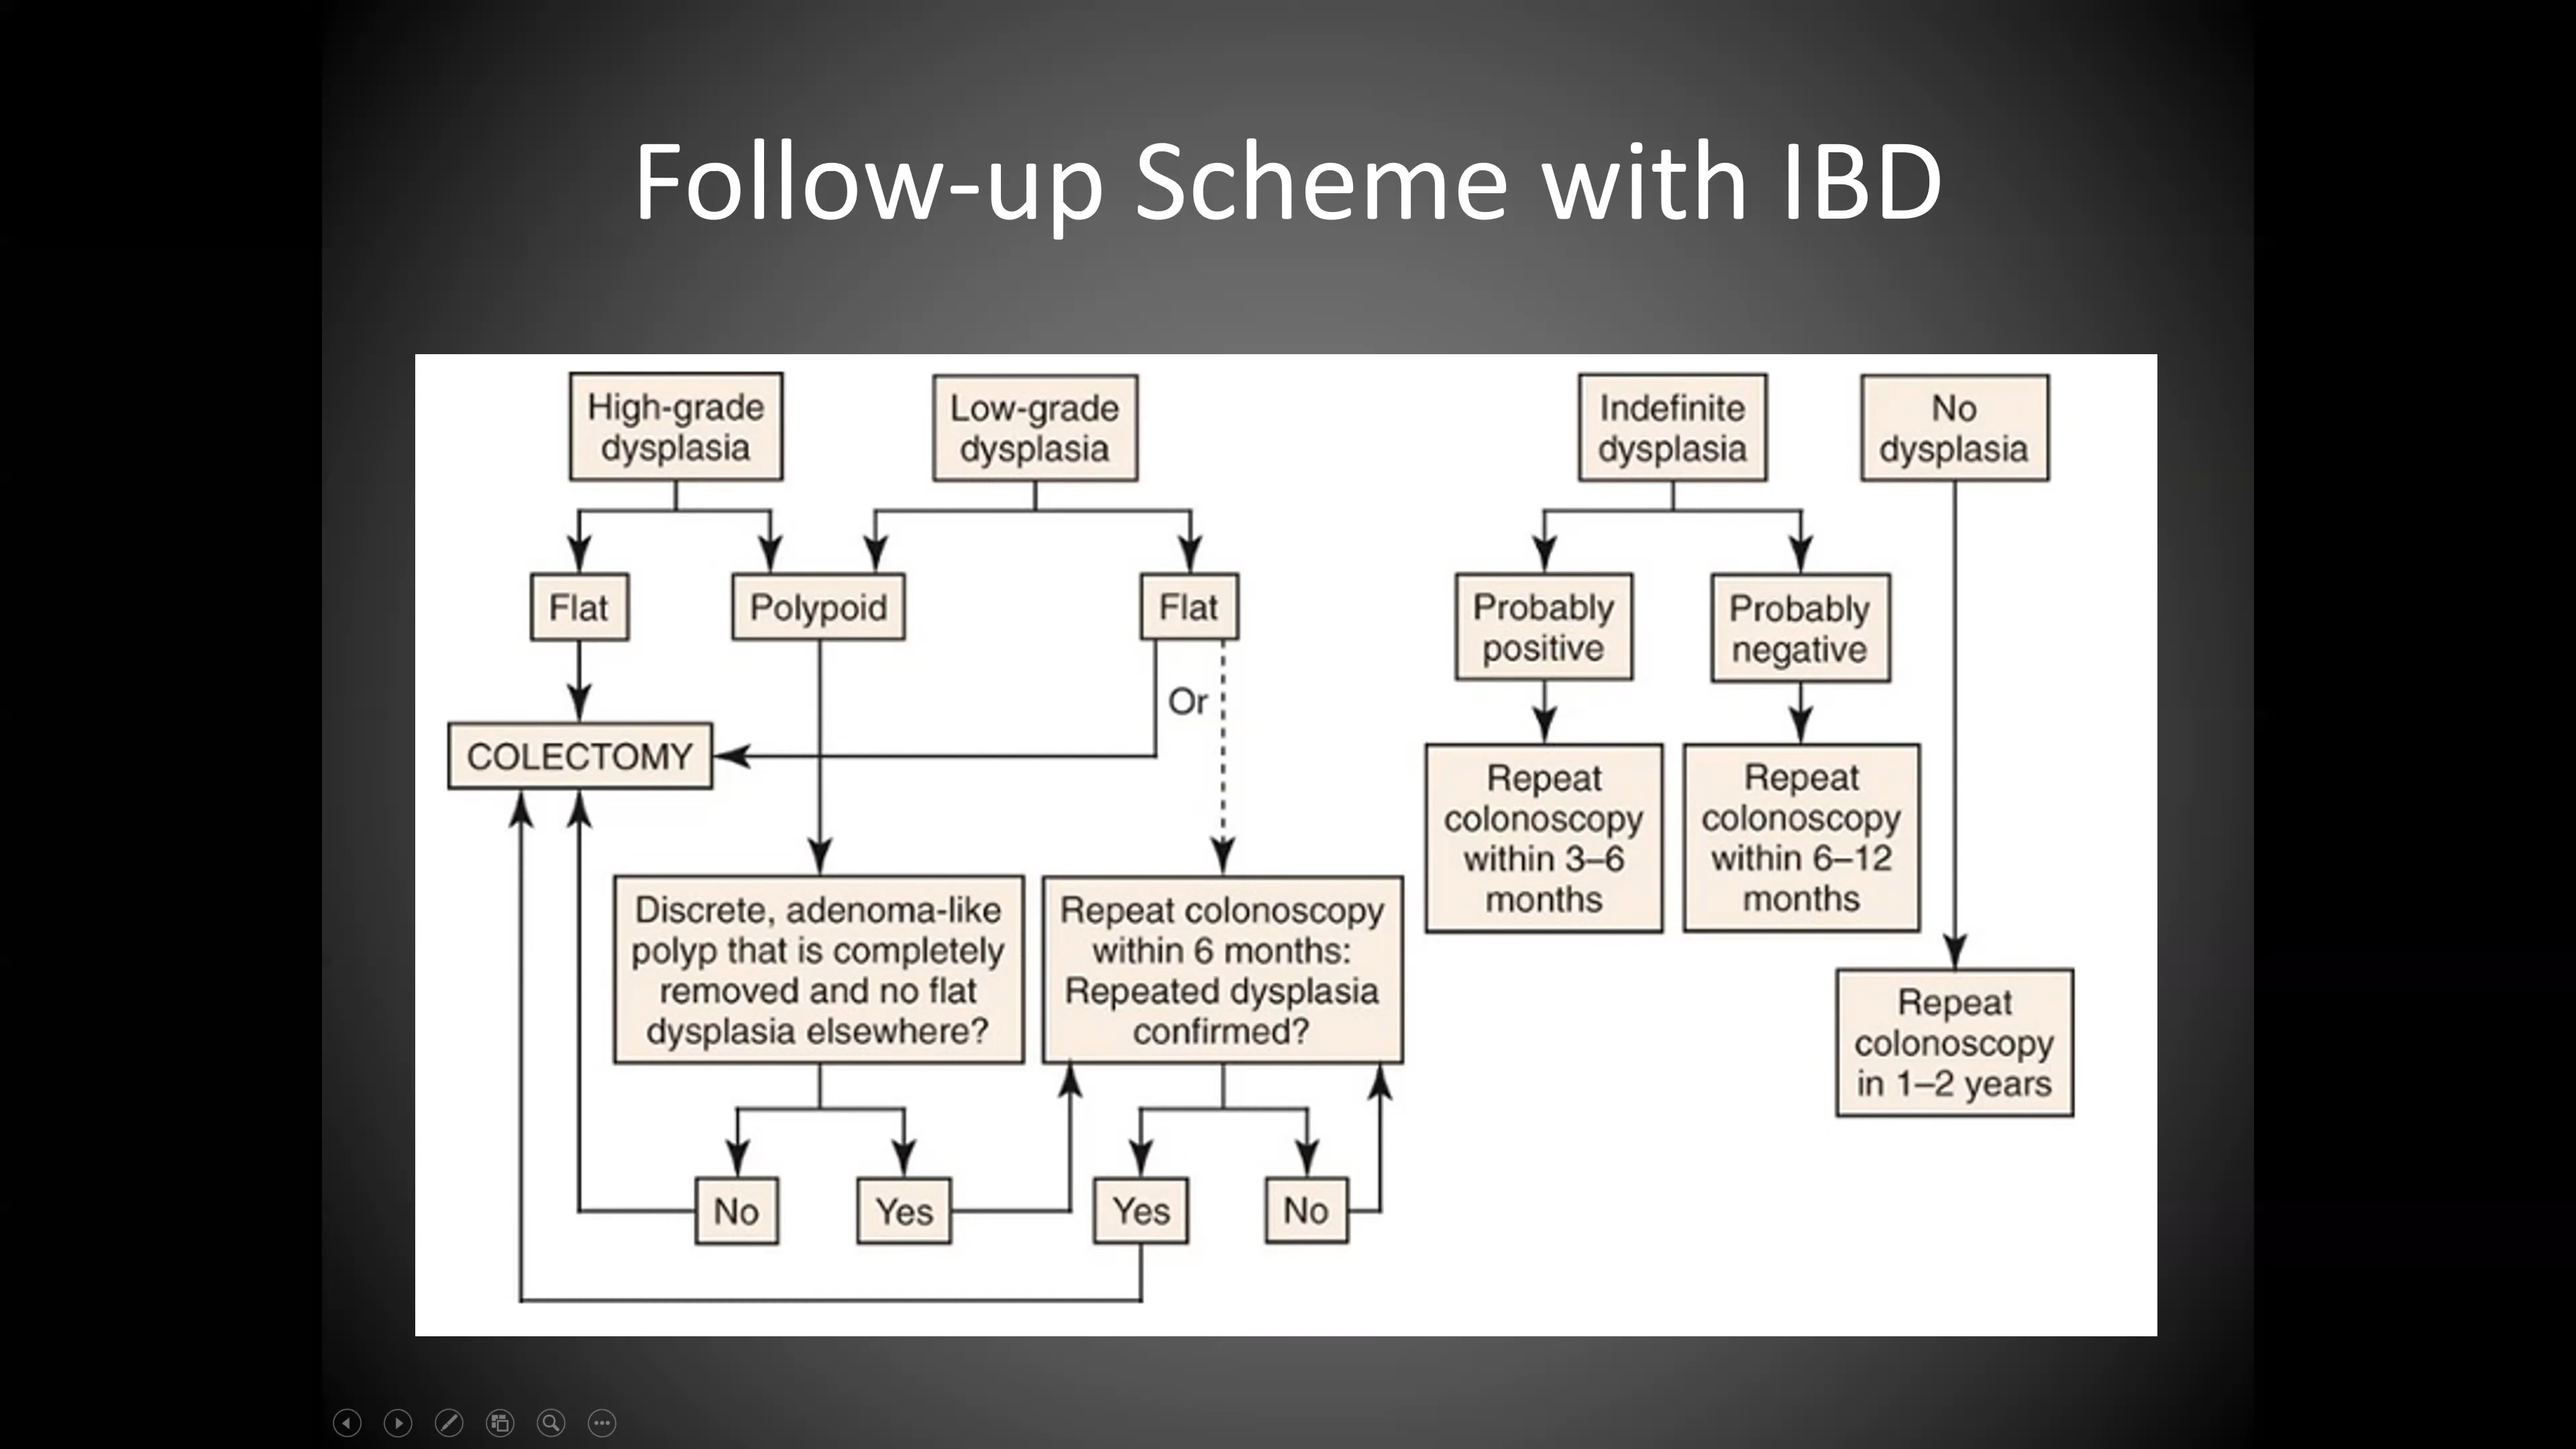 Follow-up Scheme with IBD
High-grade
dysplasia
Low-grade
dysplasia
Indefinite
dysplasia
No
dysplasia
Flat
Polypoid
Flat
Probably
positive
Probably
negative
Or
COLECTOMY
Repeat
colonoscopy
within 3–6
months
Repeat
colonoscopy
within 6–12
months
Discrete, adenoma-like
polyp that is completely
removed and no flat
dysplasia elsewhere?
Repeat colonoscopy
within 6 months:
Repeated dysplasia
confirmed?
Repeat
colonoscopy
in 1–2 years
No
Yes
Yes
No